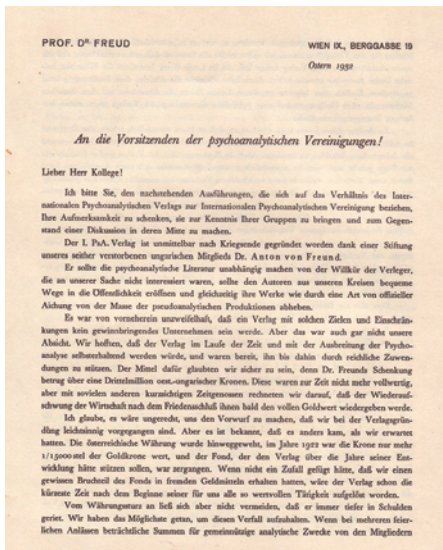 PROF. DR. FREUD
WIEN IX., BERGGASSE 19
Ostern 1932
An die Vorsitzenden der psychoanalytischen Vereinigungen!
Lieber Herr Kollege!
Ich bitte Sie, den nachstehenden Ausführungen, die sich auf das Verhältnis des Inter-
nationalen Psychoanalytischen Verlags zur Internationalen Psychoanalytischen Vereinigung beziehen,
Ihre Aufmerksamkeit zu schenken, sie zur Kenntnis Ihrer Gruppen zu bringen und zum Gegen-
stand einer Diskussion in deren Mitte zu machen.
Der I. PsA. Verlag ist unmittelbar nach Kriegsende gegründet worden dank einer Stiftung
unseres seither verstorbenen ungarischen Mitglieds Dr. Anton von Freund.
Er sollte die psychoanalytische Literatur unabhängig machen von der Willkür der Verleger,
die an unserer Sache nicht interessiert waren, sollte den Autoren aus unseren Kreisen bequeme
Wege in die Öffentlichkeit eröffnen und gleichzeitig ihre Werke wie durch eine Art von offizieller
Aichung von der Masse der pseudoanalytischen Produktionen abheben.
Es war von vorneherein unzweifelhaft, daß ein Verlag mit solchen Zielen und Einschrän-
kungen kein gewinnbringendes Unternehmen sein werde. Aber das war auch gar nicht unsere
Absicht. Wir hofften, daß der Verlag im Laufe der Zeit und mit der Ausbreitung der Psycho-
analyse selbsterhaltend werden würde, und waren bereit, ihn bis dahin durch reichliche Zuwen-
dungen zu stützen. Der Mittel dafür glaubten wir sicher zu sein, denn Dr. Freunds Schenkung
betrug über eine Drittelmillion oest.-ungarischer Kronen. Diese waren zur Zeit nicht mehr vollwertig,
aber mit sovielen anderen kurzsichtigen Zeitgenossen rechneten wir darauf, daß der Wiederauf-
schwung der Wirtschaft nach dem Friedensschluß ihnen bald den vollen Goldwert wiedergeben werde.
Ich glaube, es wäre ungerecht, uns den Vorwurf zu machen, daß wir bei der Verlagsgrün-
dung leichtsinnig vorgegangen sind. Aber es ist bekannt, daß es anders kam, als wir erwartet
hatten. Die österreichische Währung wurde hinweggeweht, im Jahre 1922 war die Krone nur mehr
1/15000stel der Goldkrone wert, und der Fond, der den Verlag über die Jahre seiner Ent-
wicklung hätte stützen sollen, war zergangen. Wenn nicht ein Zufall gefügt hätte, daß wir einen
gewissen Bruchteil des Fonds in fremden Geldmitteln erhalten hatten, wäre der Verlag schon die
kürzeste Zeit nach dem Beginne seiner für uns alle so wertvollen Tätigkeit aufgelöst worden.
Vom Währungssturz an ließ sich aber nicht vermeiden, daß er immer tiefer in Schulden
geriet. Wir haben das Möglichste getan, um diesen Verfall aufzuhalten. Wenn bei mehreren feier-
lichen Anlässen beträchtliche Summen für gemeinnützige analytische Zwecke von den Mitgliedern